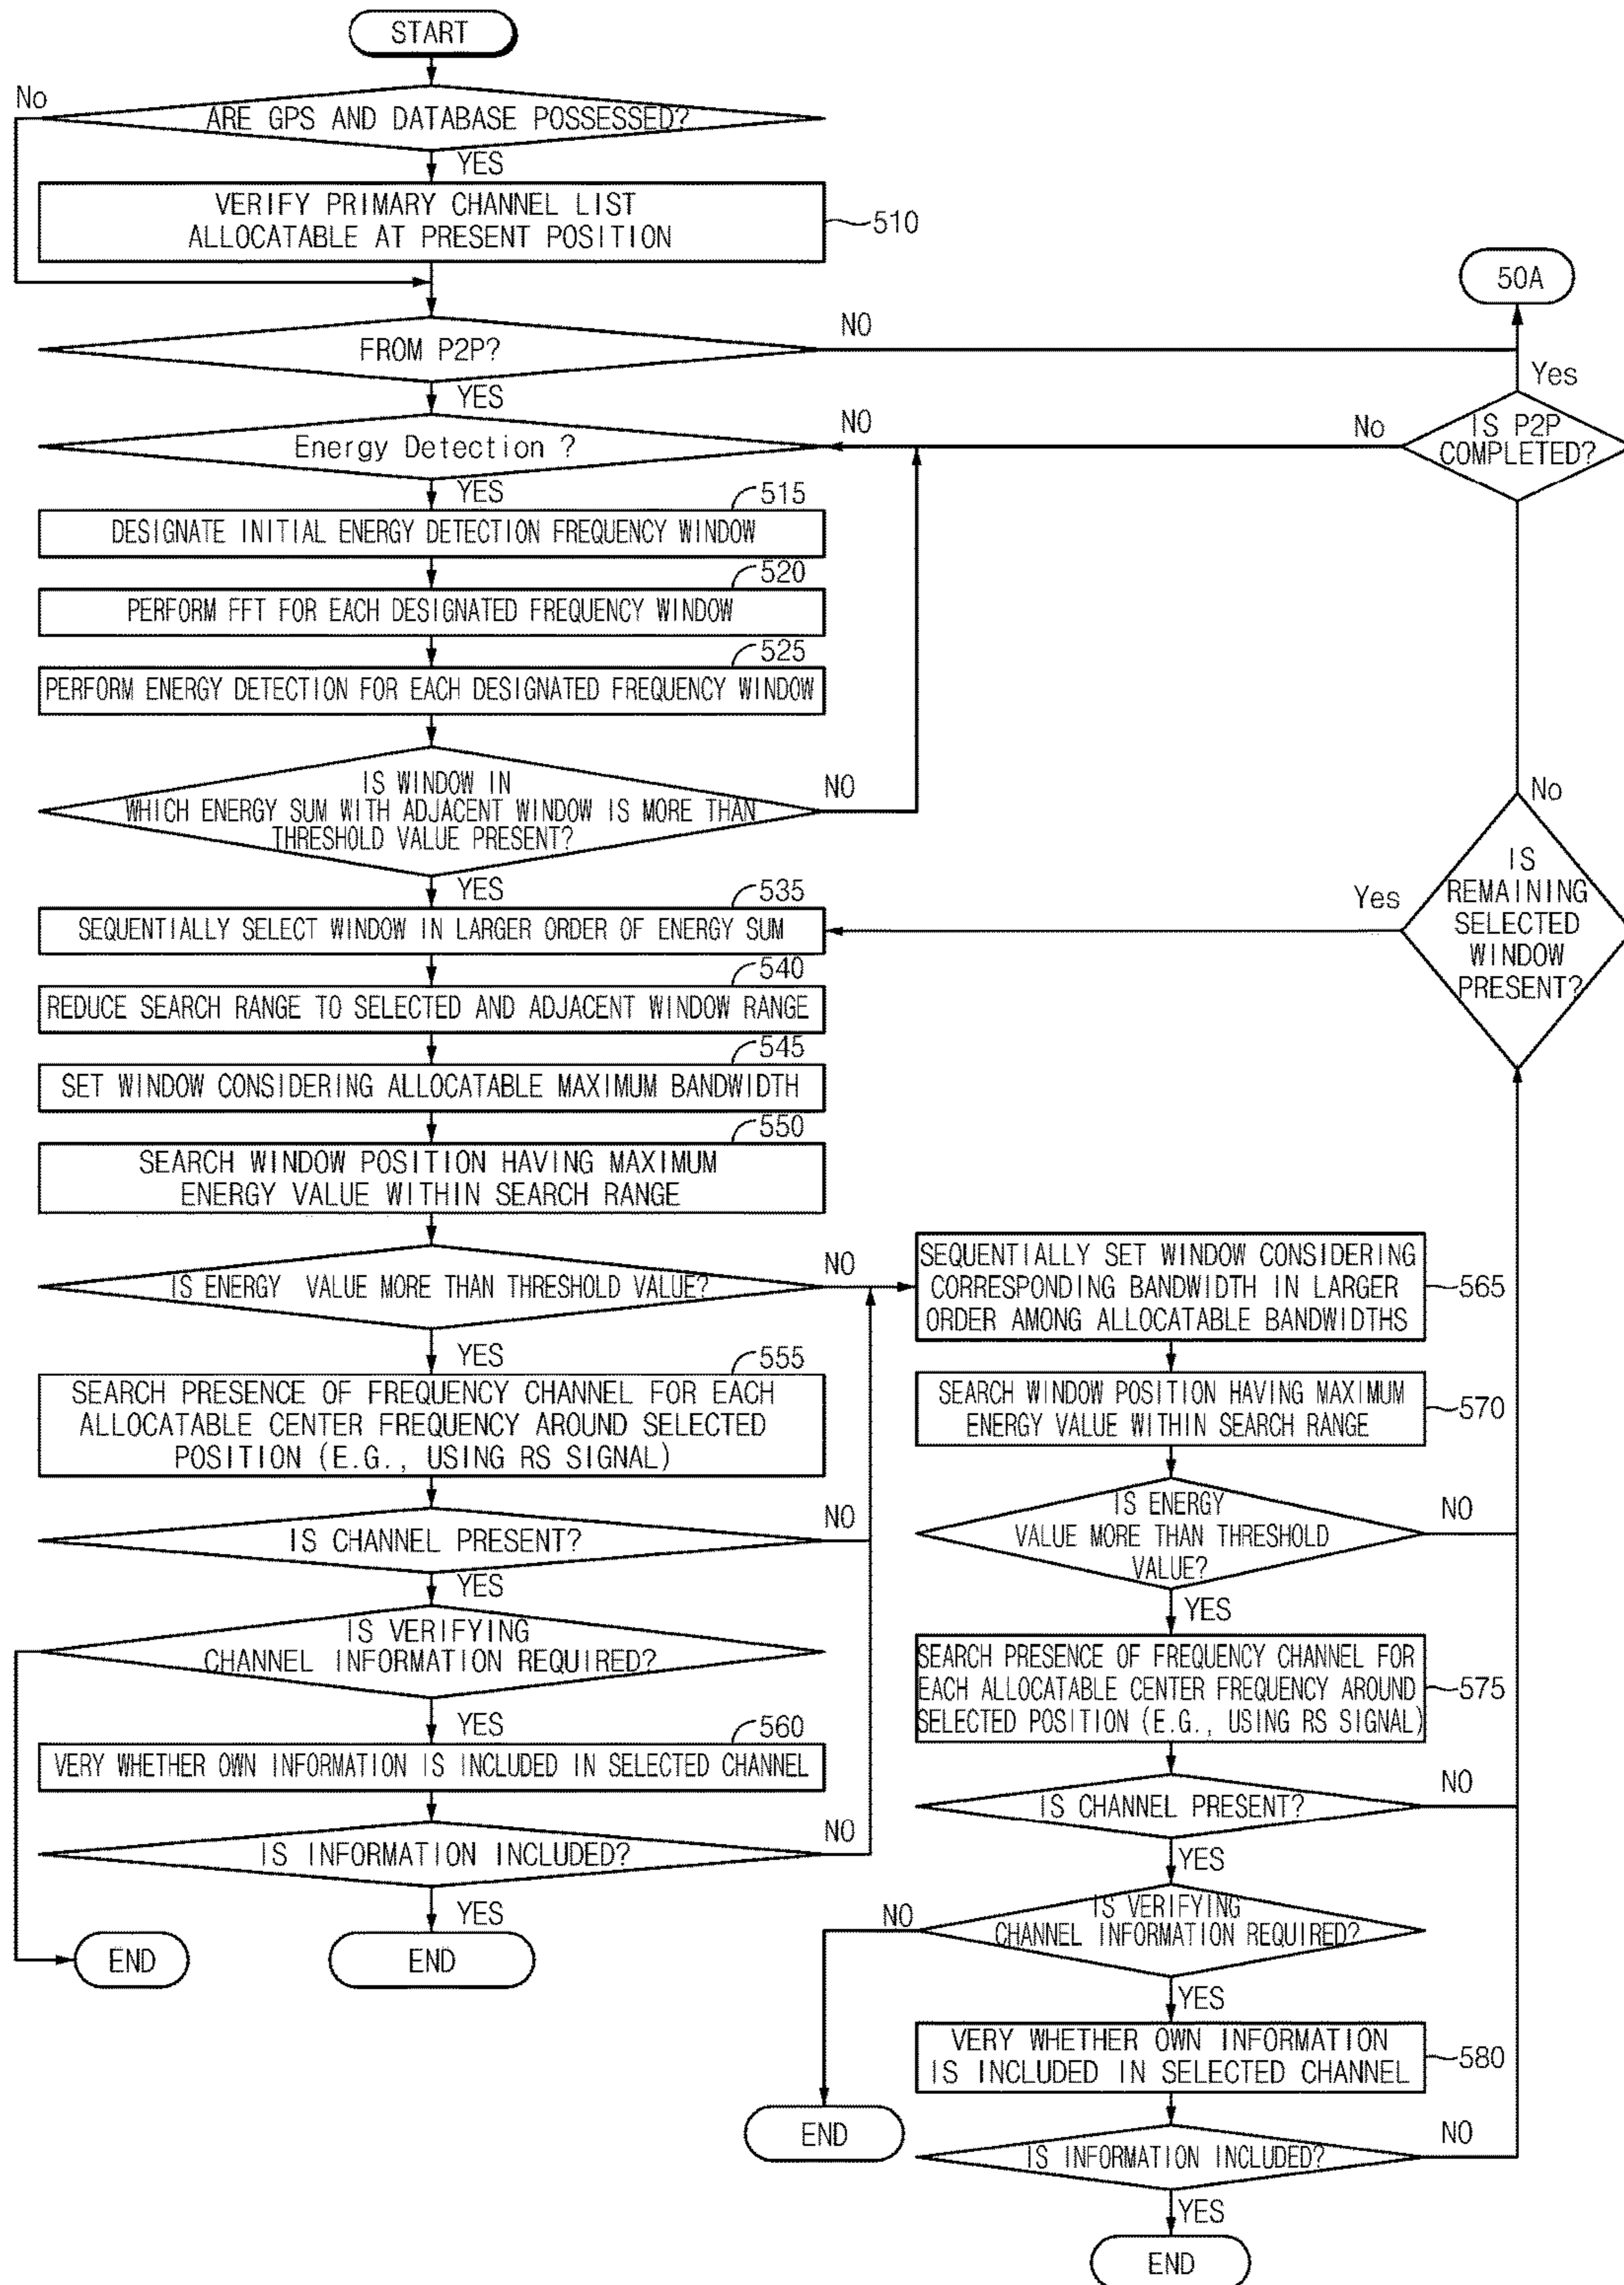 START
No
ARE GPS AND DATABASE POSSESSED?
YES
VERIFY PRIMARY CHANNEL LIST
ALLOCATABLE AT PRESENT POSITION
510
50A
FROM P2P?
NO
YES
Yes
Energy Detection ?
NO
No
IS P2P
COMPLETED?
YES
515
DESIGNATE INITIAL ENERGY DETECTION FREQUENCY WINDOW
520
PERFORM FFT FOR EACH DESIGNATED FREQUENCY WINDOW
525
PERFORM ENERGY DETECTION FOR EACH DESIGNATED FREQUENCY WINDOW
IS WINDOW IN
WHICH ENERGY SUM WITH ADJACENT WINDOW IS MORE THAN
THRESHOLD VALUE PRESENT?
NO
YES
No
IS
REMAINING
SELECTED
WINDOW
PRESENT?
Yes
535
SEQUENTIALLY SELECT WINDOW IN LARGER ORDER OF ENERGY SUM
540
REDUCE SEARCH RANGE TO SELECTED AND ADJACENT WINDOW RANGE
545
SET WINDOW CONSIDERING ALLOCATABLE MAXIMUM BANDWIDTH
550
SEARCH WINDOW POSITION HAVING MAXIMUM
ENERGY VALUE WITHIN SEARCH RANGE
IS ENERGY VALUE MORE THAN THRESHOLD VALUE?
NO
YES
555
SEARCH PRESENCE OF FREQUENCY CHANNEL FOR EACH
ALLOCATABLE CENTER FREQUENCY AROUND SELECTED
POSITION (E.G., USING RS SIGNAL)
IS CHANNEL PRESENT?
NO
YES
IS VERIFYING
CHANNEL INFORMATION REQUIRED?
YES
560
VERY WHETHER OWN INFORMATION IS INCLUDED IN SELECTED CHANNEL
IS INFORMATION INCLUDED?
NO
YES
END
END
SEQUENTIALLY SET WINDOW CONSIDERING
CORRESPONDING BANDWIDTH IN LARGER
ORDER AMONG ALLOCATABLE BANDWIDTHS
565
SEARCH WINDOW POSITION HAVING MAXIMUM
ENERGY VALUE WITHIN SEARCH RANGE
570
IS ENERGY
VALUE MORE THAN THRESHOLD
VALUE?
NO
YES
SEARCH PRESENCE OF FREQUENCY CHANNEL FOR
EACH ALLOCATABLE CENTER FREQUENCY AROUND
SELECTED POSITION (E.G., USING RS SIGNAL)
575
IS CHANNEL PRESENT?
NO
YES
IS VERIFYING
CHANNEL INFORMATION REQUIRED?
NO
YES
VERY WHETHER OWN INFORMATION
IS INCLUDED IN SELECTED CHANNEL
580
END
IS INFORMATION INCLUDED?
NO
YES
END